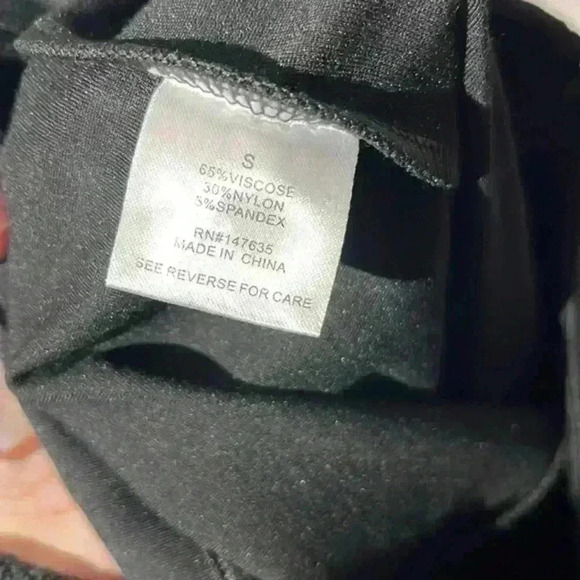 S
65%VISCOSE
30%NYLON
5%SPANDEX
RN#147635
MADE IN CHINA
SEE REVERSE FOR CARE